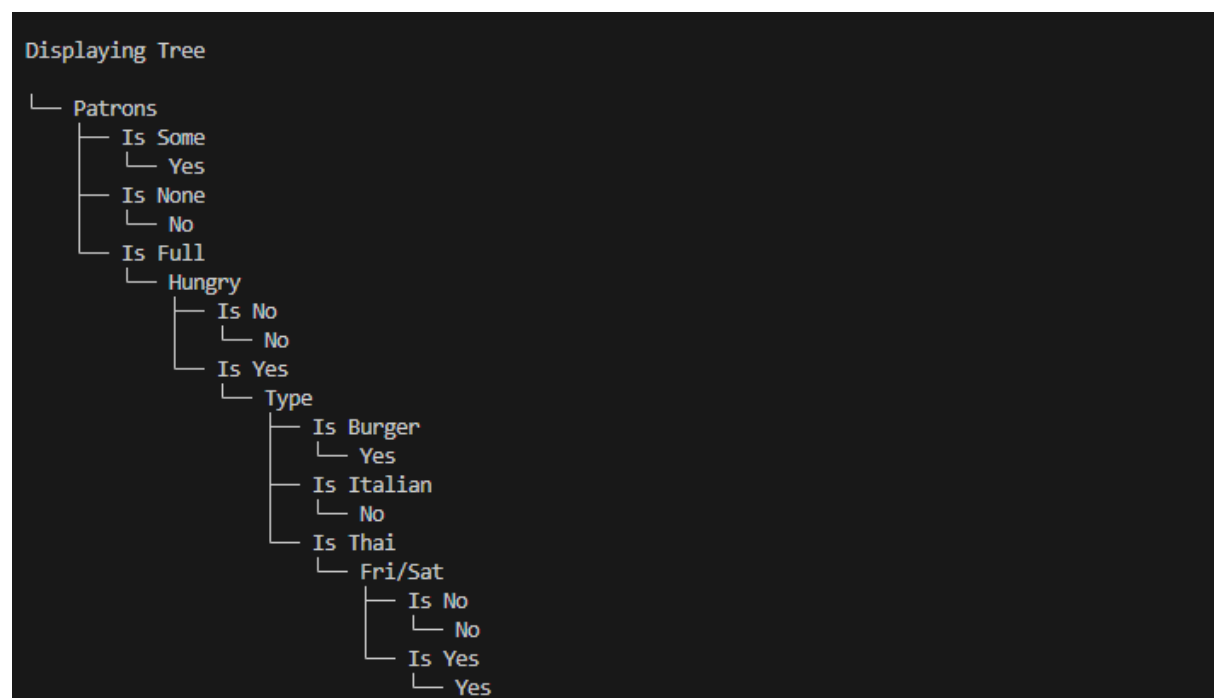 Displaying Tree
└── Patrons
    ├── Is Some
    │   └── Yes
    ├── Is None
    │   └── No
    └── Is Full
        └── Hungry
            ├── Is No
            │   └── No
            └── Is Yes
                └── Type
                    ├── Is Burger
                    │   └── Yes
                    ├── Is Italian
                    │   └── No
                    └── Is Thai
                        └── Fri/Sat
                            ├── Is No
                            │   └── No
                            └── Is Yes
                                └── Yes